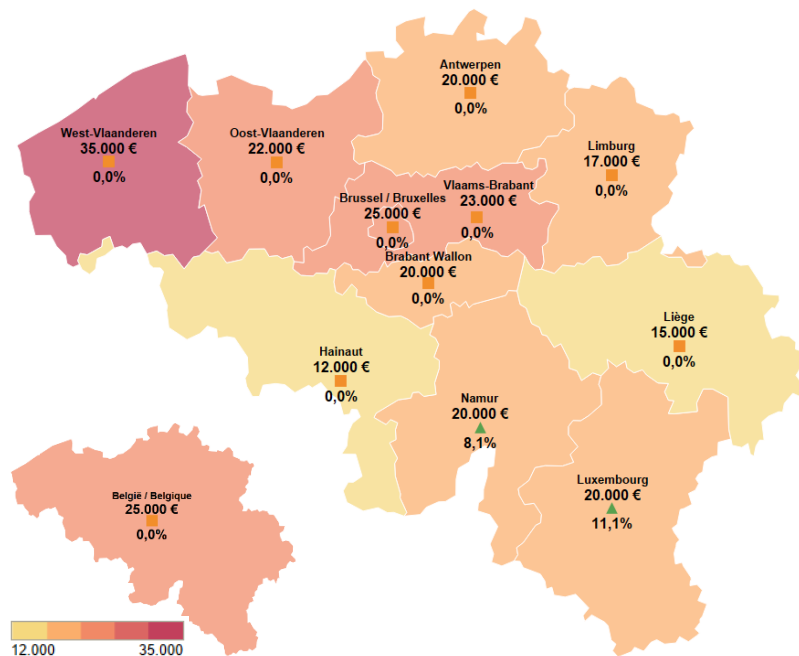 Antwerpen
20.000 €
0,0%
West-Vlaanderen
35.000 €
0,0%
Oost-Vlaanderen
22.000 €
0,0%
Limburg
17.000 €
0,0%
Vlaams-Brabant
23.000 €
0,0%
Brussel / Bruxelles
25.000 €
0,0%
Brabant Wallon
20.000 €
0,0%
Liège
15.000 €
0,0%
Hainaut
12.000 €
0,0%
Namur
20.000 €
8,1%
Luxembourg
20.000 €
11,1%
België / Belgique
25.000 €
0,0%
12.000 35.000